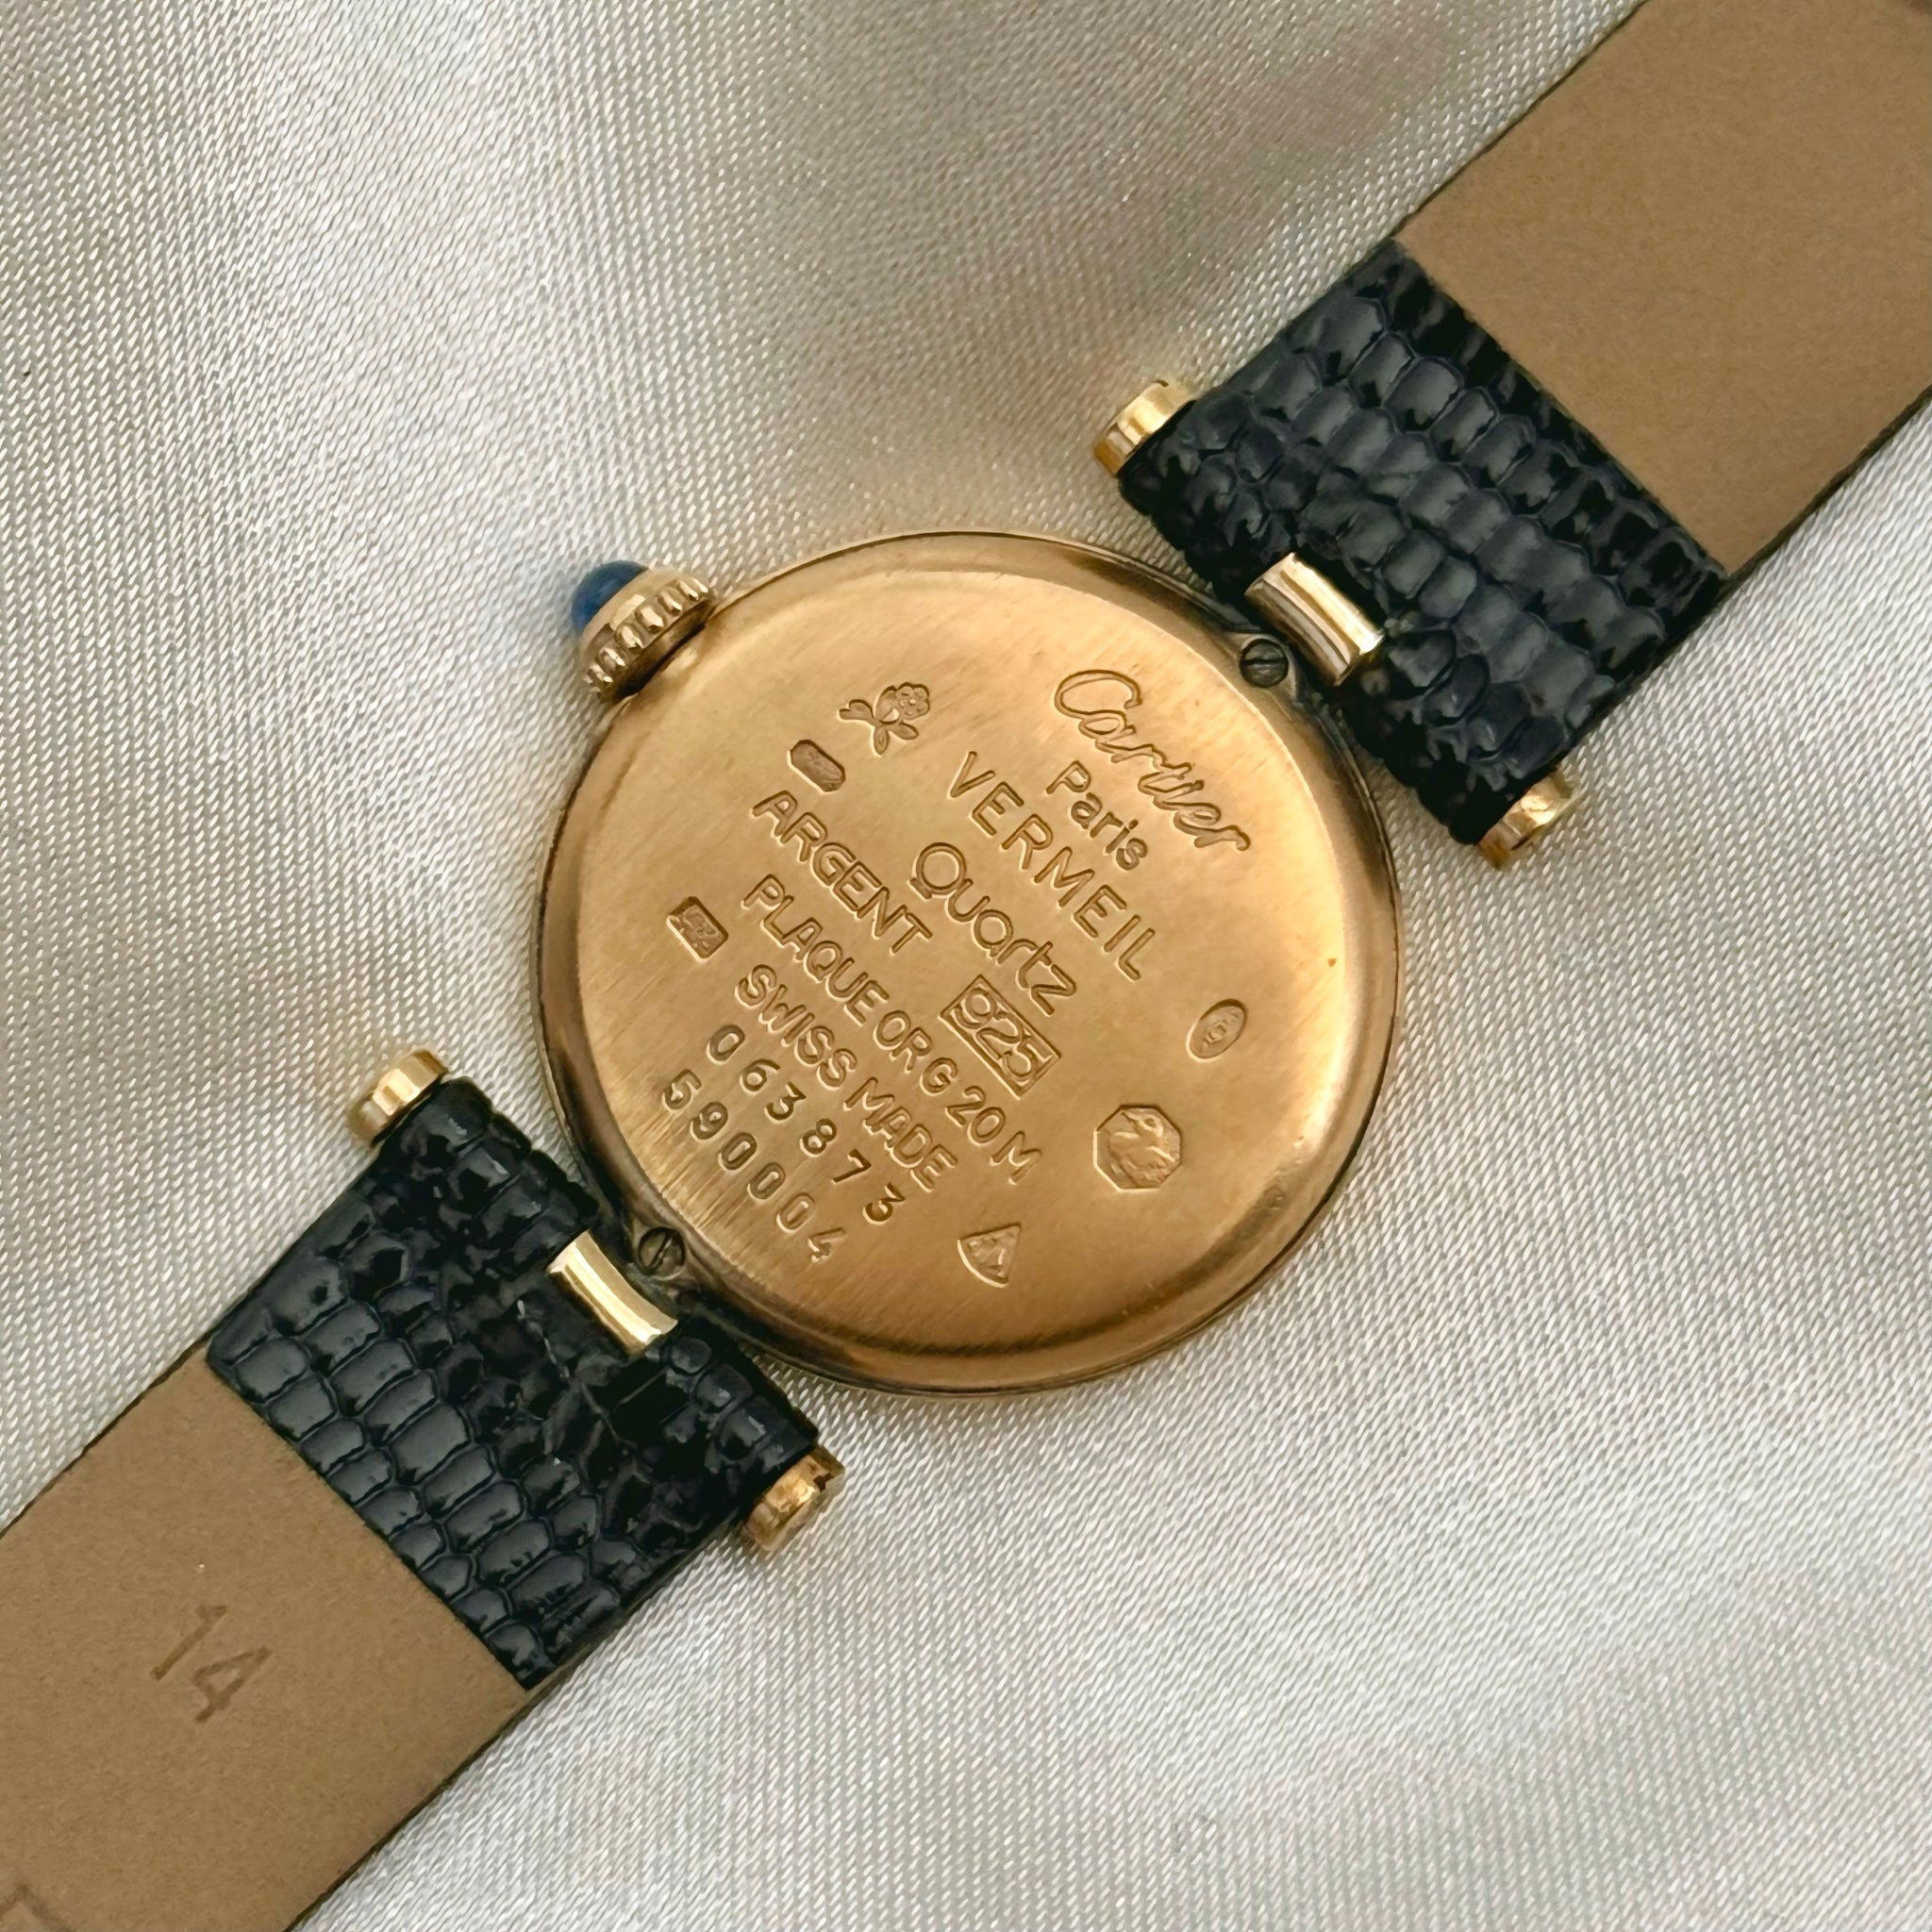 Cartier
Paris
VERMEIL
Quartz
ARGENT 925
PLAQUE OR G 20 M
SWISS MADE
063873
590004
14